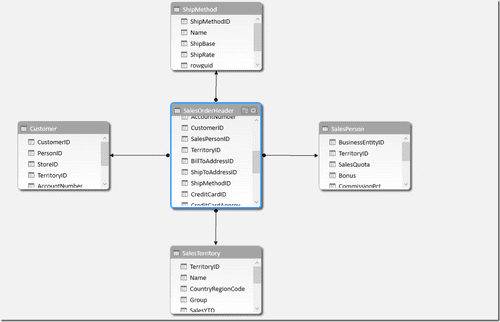 ShipMethod
ShipMethodID
Name
ShipBase
ShipRate
rowguid
Customer
CustomerID
PersonID
StoreID
TerritoryID
AccountNumber
SalesOrderHeader
AccountNumber
CustomerID
SalesPersonID
TerritoryID
BillToAddressID
ShipToAddressID
ShipMethodID
CreditCardID
CreditCardApprov
SalesPerson
BusinessEntityID
TerritoryID
SalesQuota
Bonus
CommissionPct
SalesTerritory
TerritoryID
Name
CountryRegionCode
Group
SalesYTD